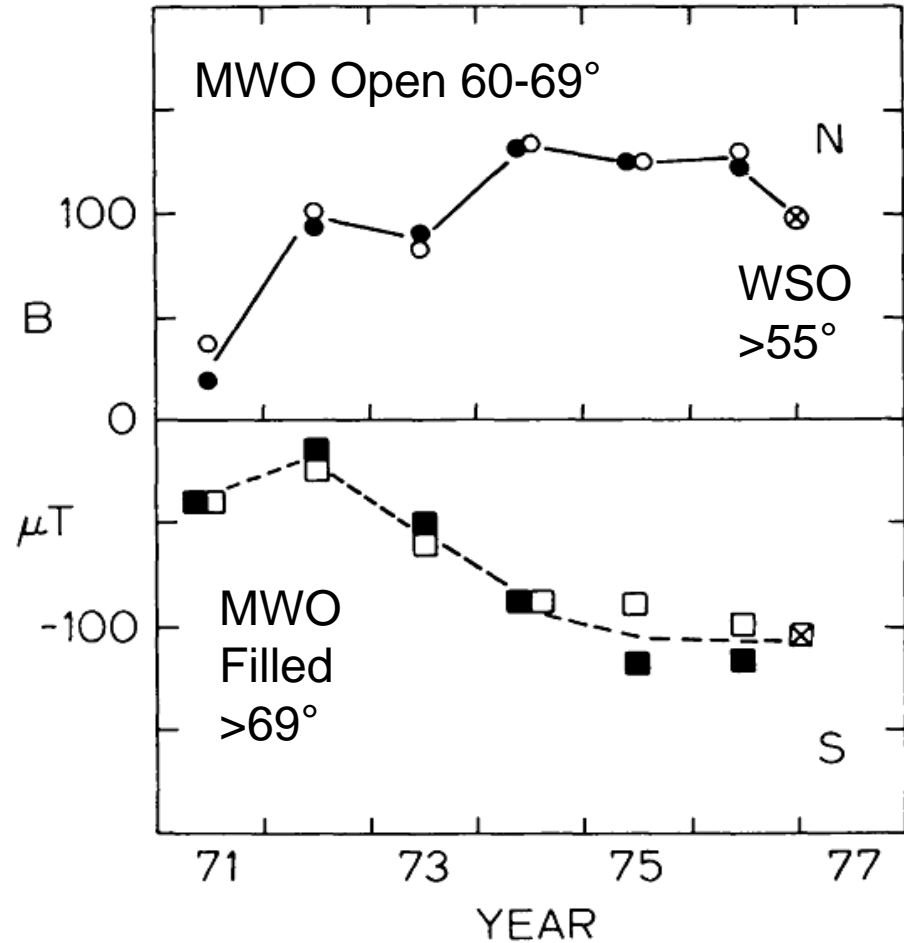 MWO Open 60-69°
N
100
WSO
>55°
B
0
μT
MWO
Filled
>69°
-100
S
71 73 75 77
YEAR